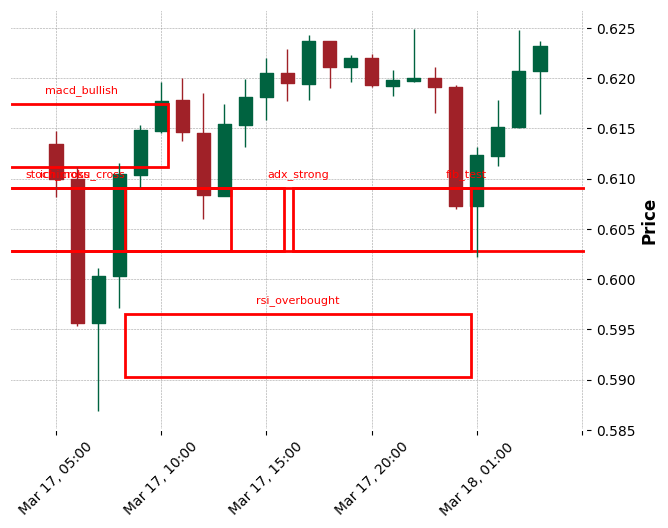 0.625
macd_bullish
0.620
0.615
0.610
adx_strong
0.605
0.600
rsi_overbought
0.595
0.590
0.585
Price
Mar 17, 05:00
Mar 17, 10:00
Mar 17, 15:00
Mar 17, 20:00
Mar 18, 01:00